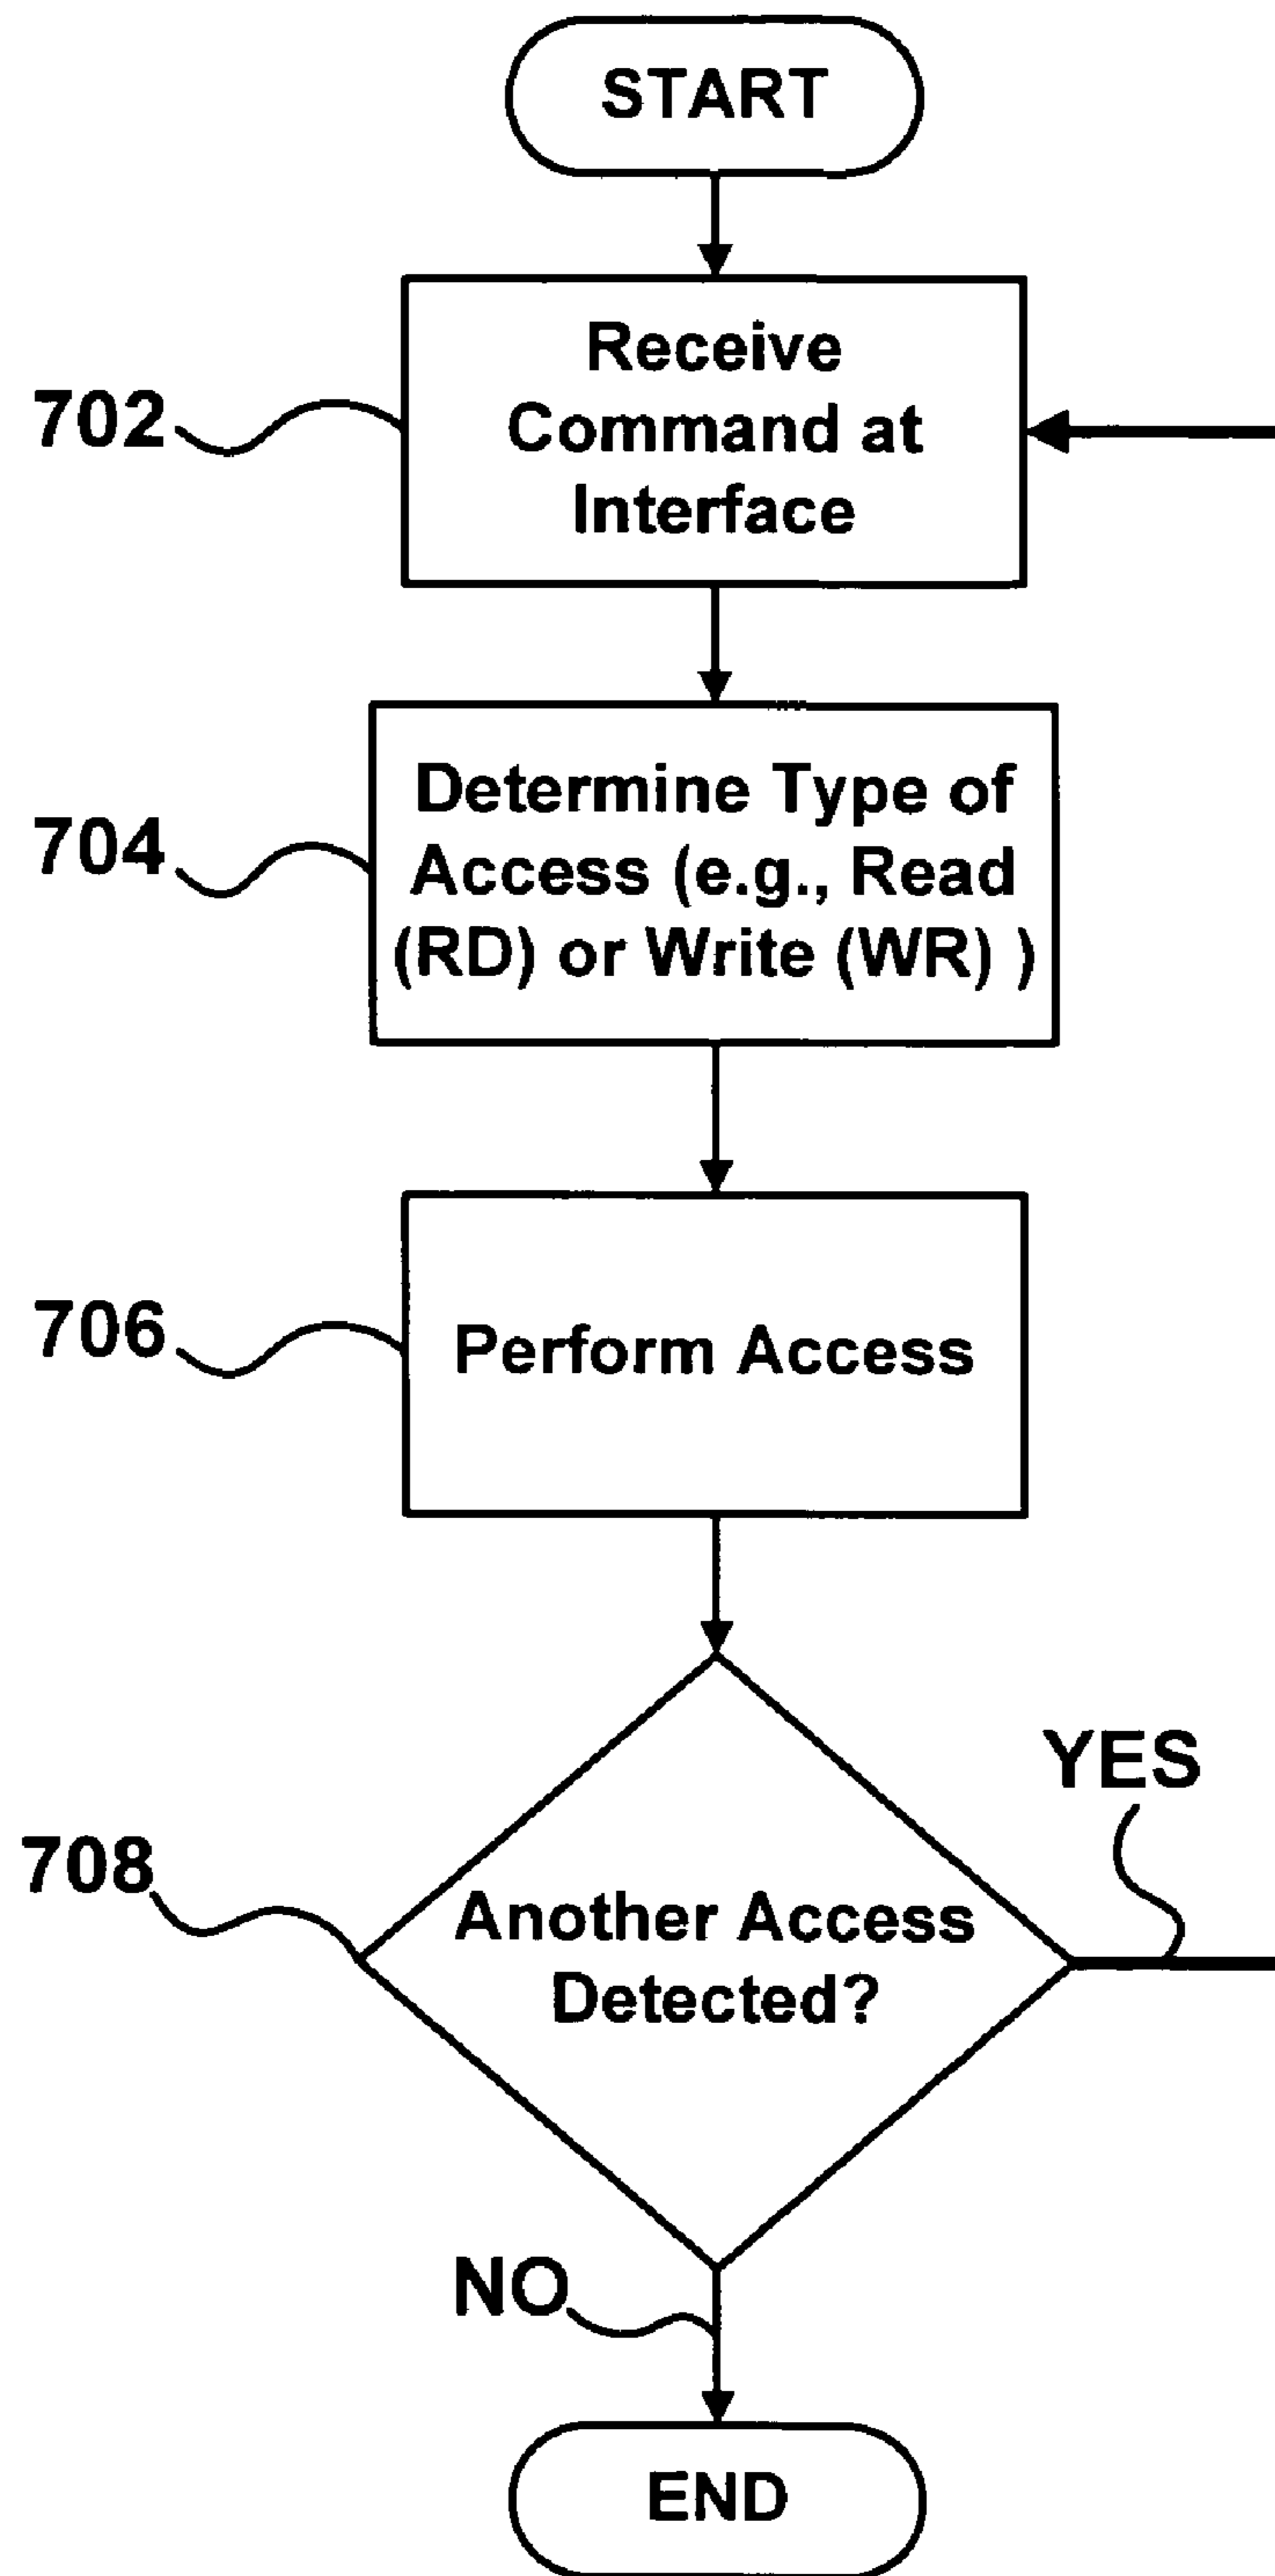 START
702
Receive
Command at
Interface
704
Determine Type of
Access (e.g., Read
(RD) or Write (WR) )
706
Perform Access
708
Another Access
Detected?
YES
NO
END